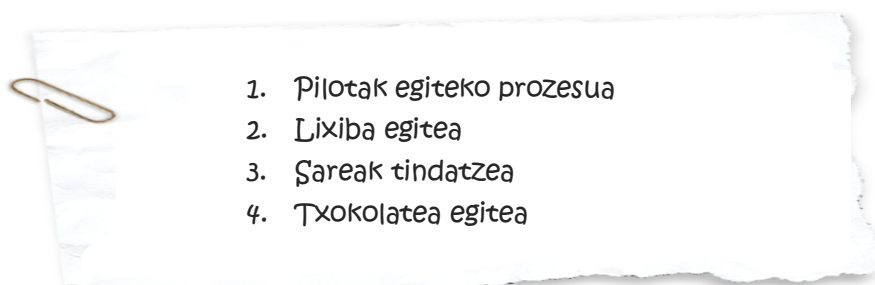 1. Pilotak egiteko prozesua
2. Lixiba egitea
3. Sareak tindatzea
4. Txokolatea egitea